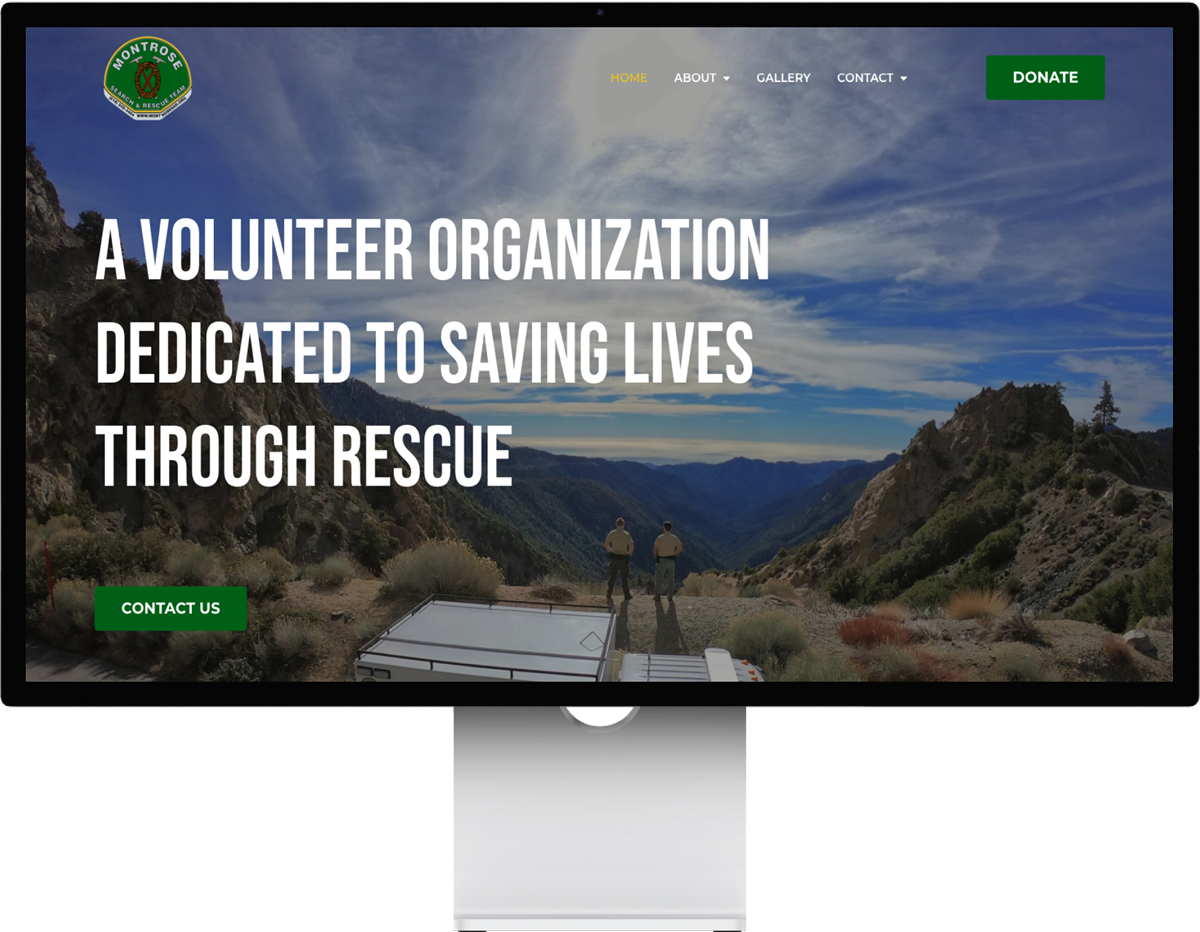 MONTROSE
SEARCH & RESCUE TEAM
HOME
ABOUT
GALLERY
CONTACT
DONATE
A VOLUNTEER ORGANIZATION
DEDICATED TO SAVING LIVES
THROUGH RESCUE
CONTACT US